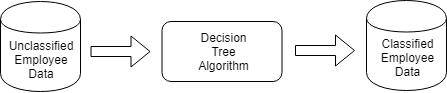 Unclassified
Employee
Data
Decision
Tree
Algorithm
Classified
Employee
Data